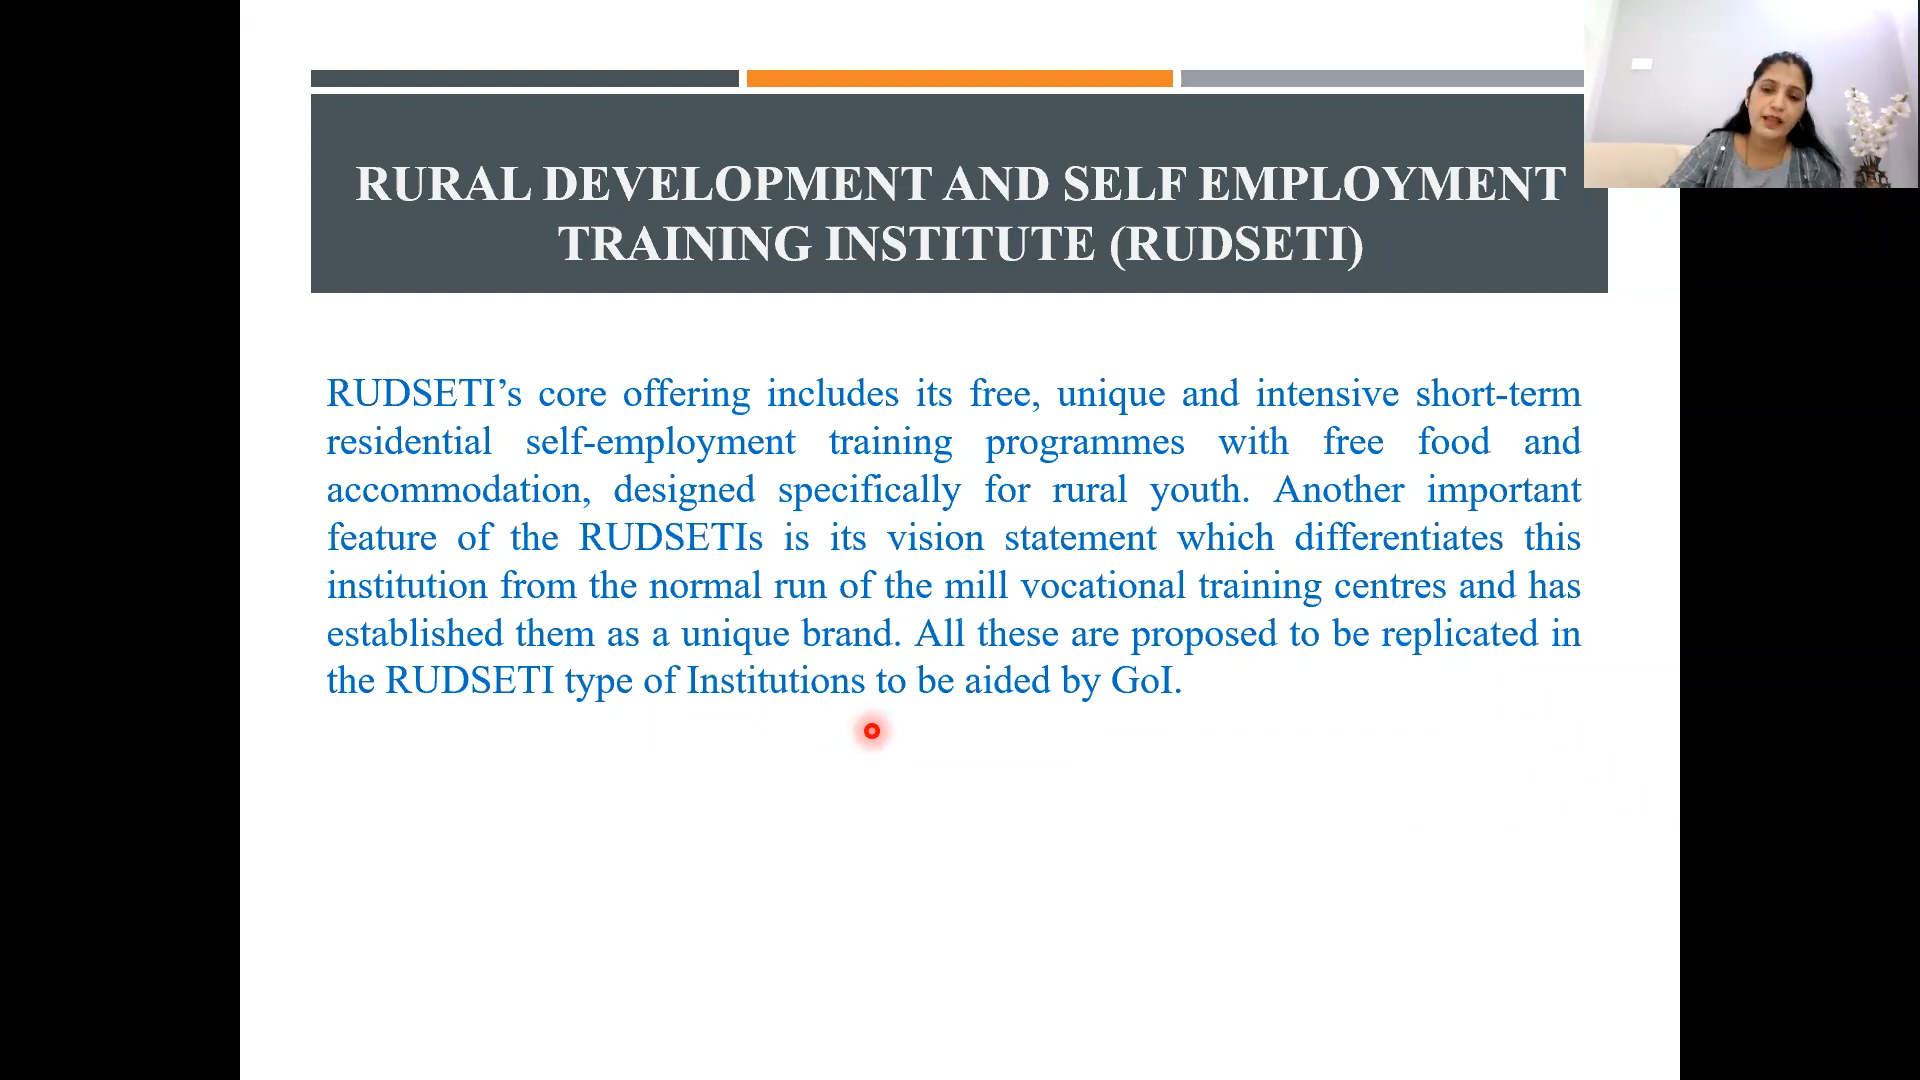 RURAL DEVELOPMENT AND SELF EMPLOYMENT
TRAINING INSTITUTE (RUDSETI)
RUDSETI’s core offering includes its free, unique and intensive short-term
residential self-employment training programmes with free food and
accommodation, designed specifically for rural youth. Another important
feature of the RUDSETIs is its vision statement which differentiates this
institution from the normal run of the mill vocational training centres and has
established them as a unique brand. All these are proposed to be replicated in
the RUDSETI type of Institutions to be aided by GoI.